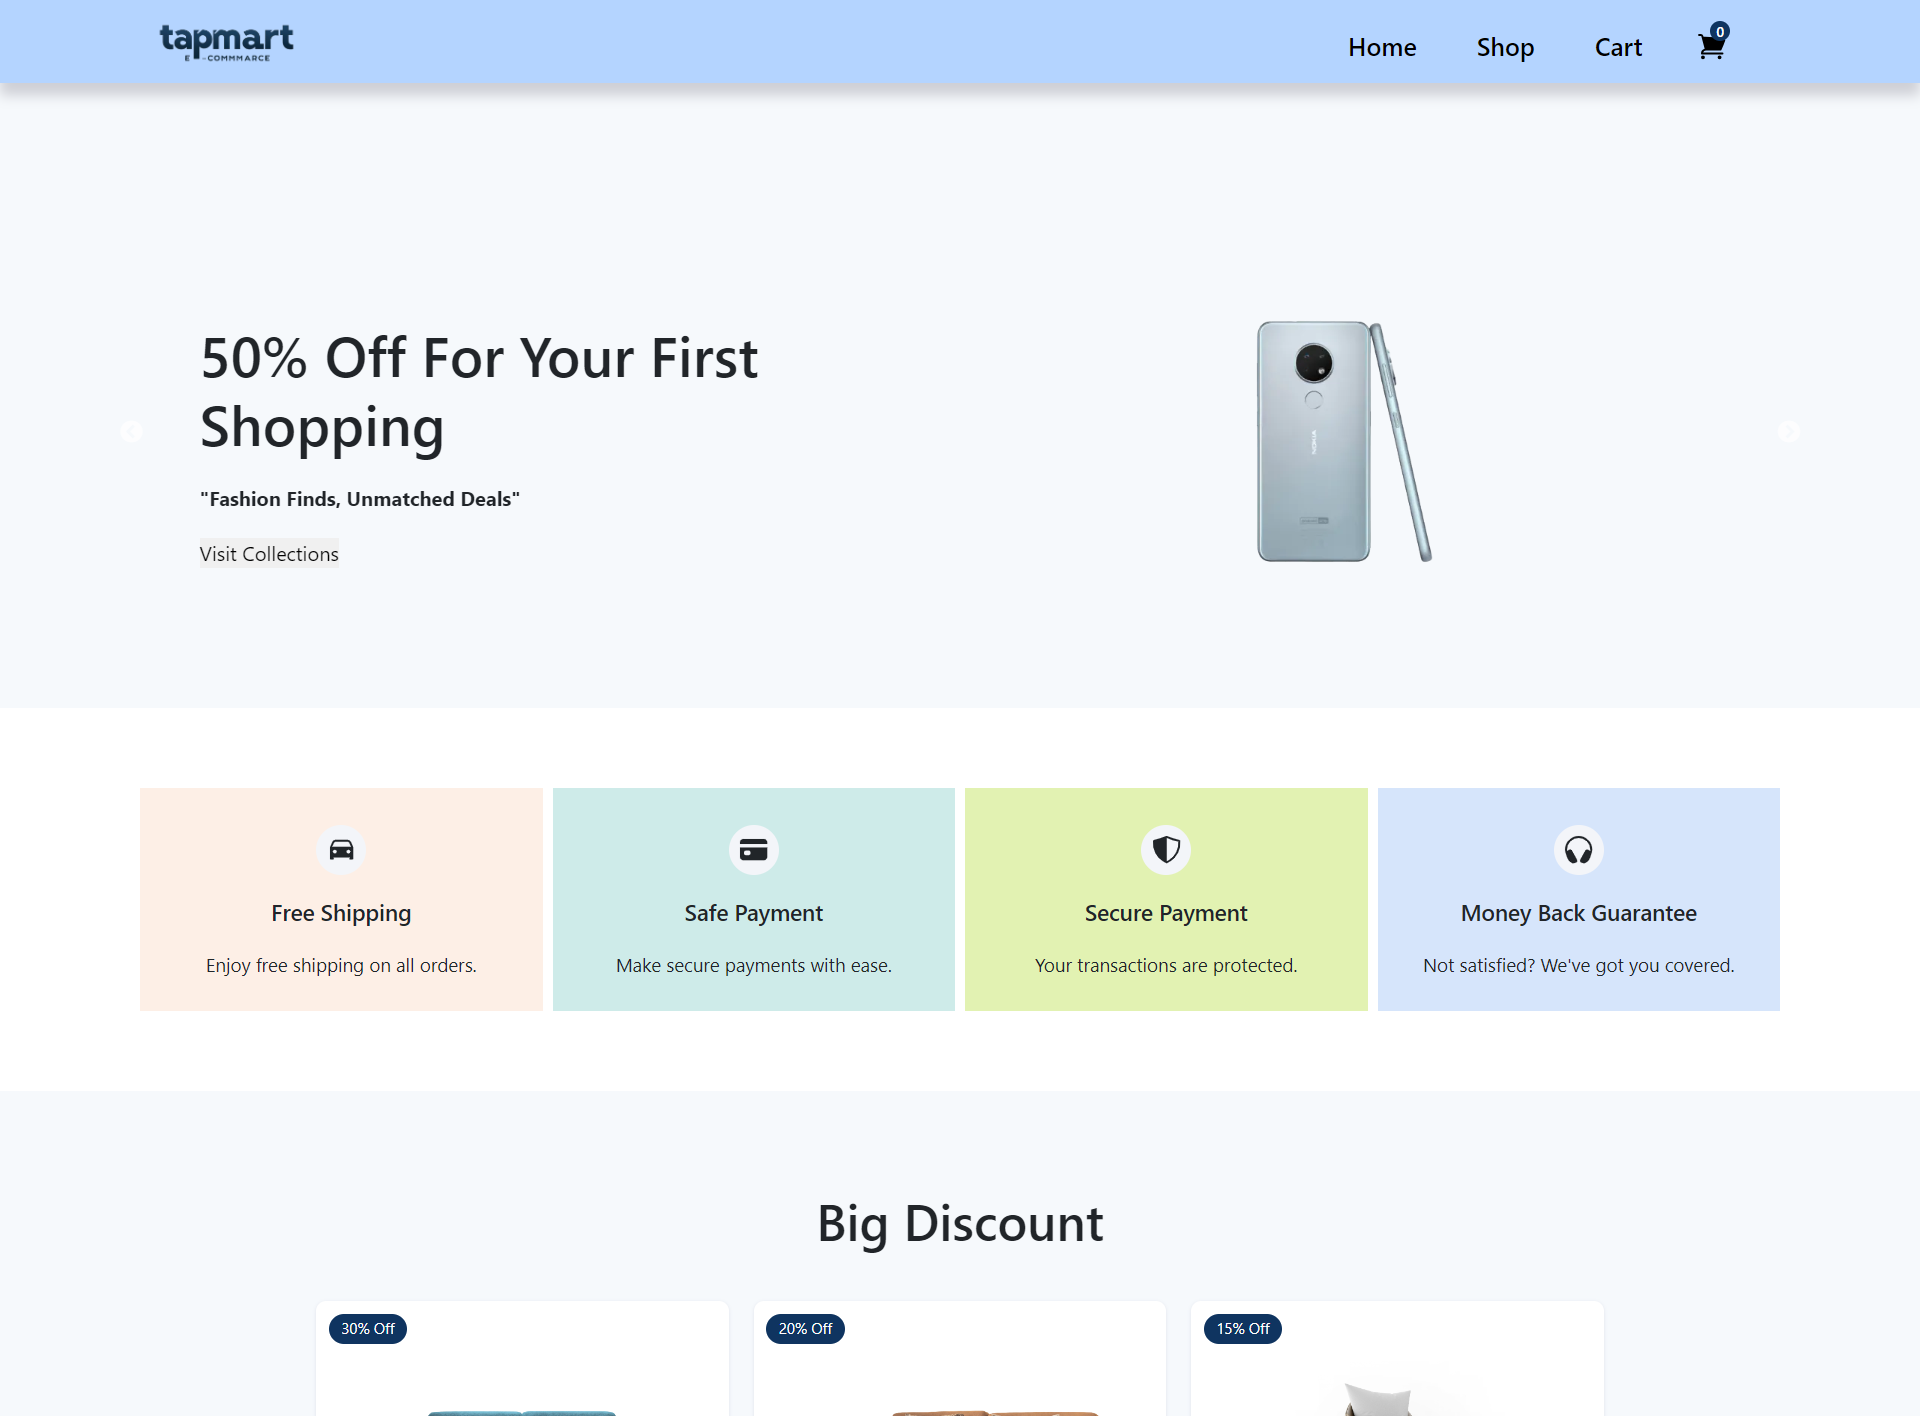 tapmart
E -COMMMARCE
Home
Shop
Cart
0
50% Off For Your First
Shopping
"Fashion Finds, Unmatched Deals"
Visit Collections
NOKIA
Free Shipping
Enjoy free shipping on all orders.
Safe Payment
Make secure payments with ease.
Secure Payment
Your transactions are protected.
Money Back Guarantee
Not satisfied? We've got you covered.
Big Discount
30% Off
20% Off
15% Off